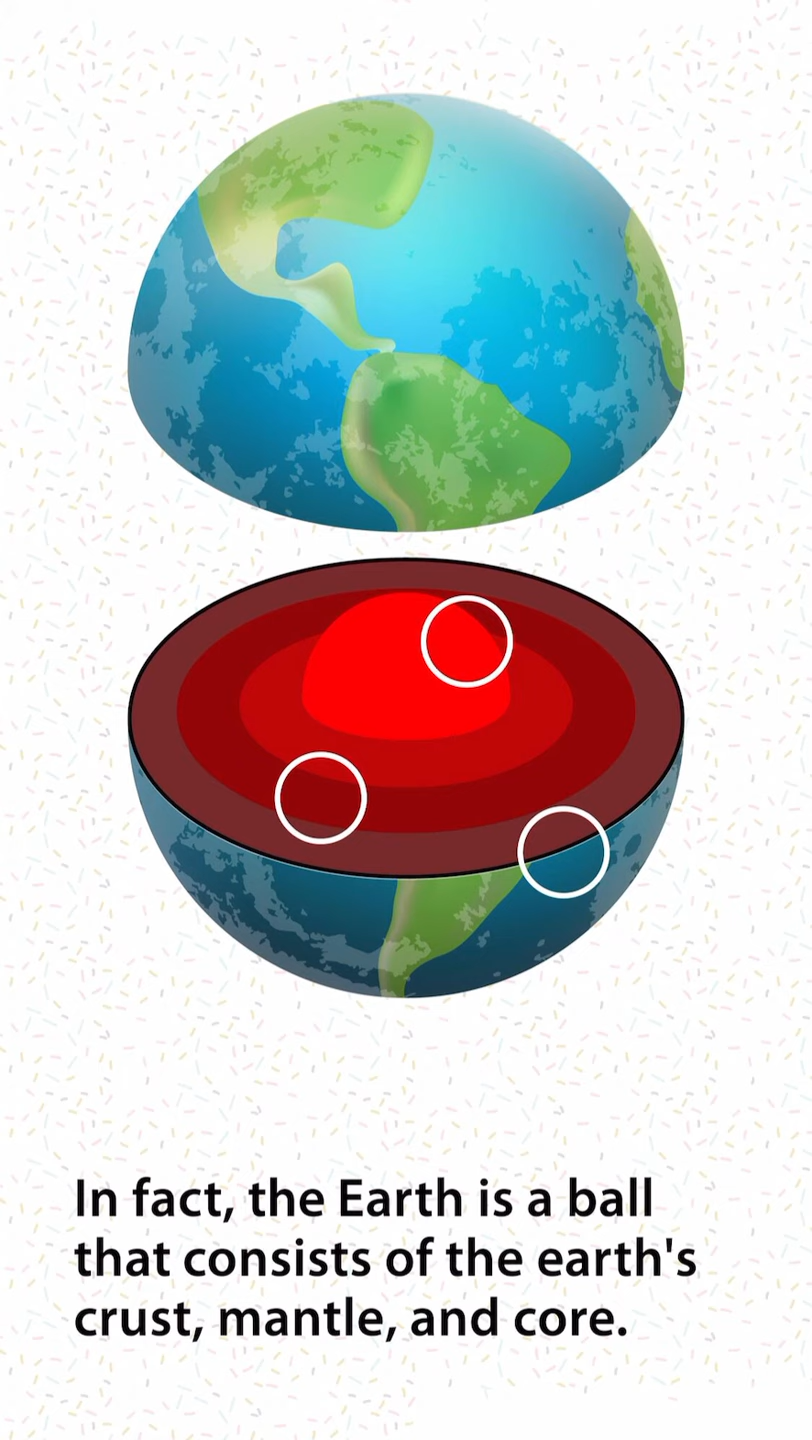 In fact, the Earth is a ball
that consists of the earth's
crust, mantle, and core.